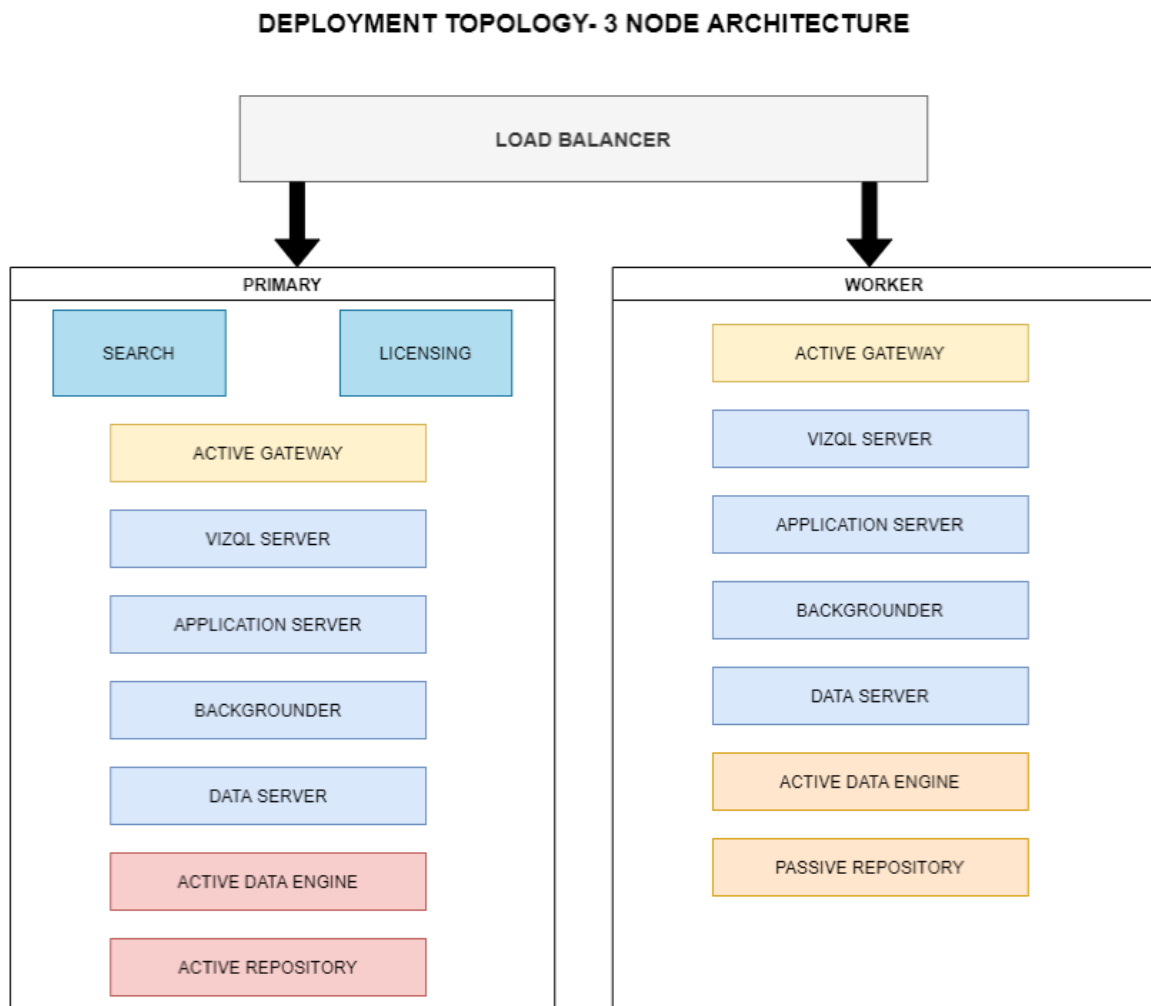 DEPLOYMENT TOPOLOGY- 3 NODE ARCHITECTURE
LOAD BALANCER
PRIMARY
SEARCH
LICENSING
ACTIVE GATEWAY
VIZQL SERVER
APPLICATION SERVER
BACKGROUNDER
DATA SERVER
ACTIVE DATA ENGINE
ACTIVE REPOSITORY
WORKER
ACTIVE GATEWAY
VIZQL SERVER
APPLICATION SERVER
BACKGROUNDER
DATA SERVER
ACTIVE DATA ENGINE
PASSIVE REPOSITORY